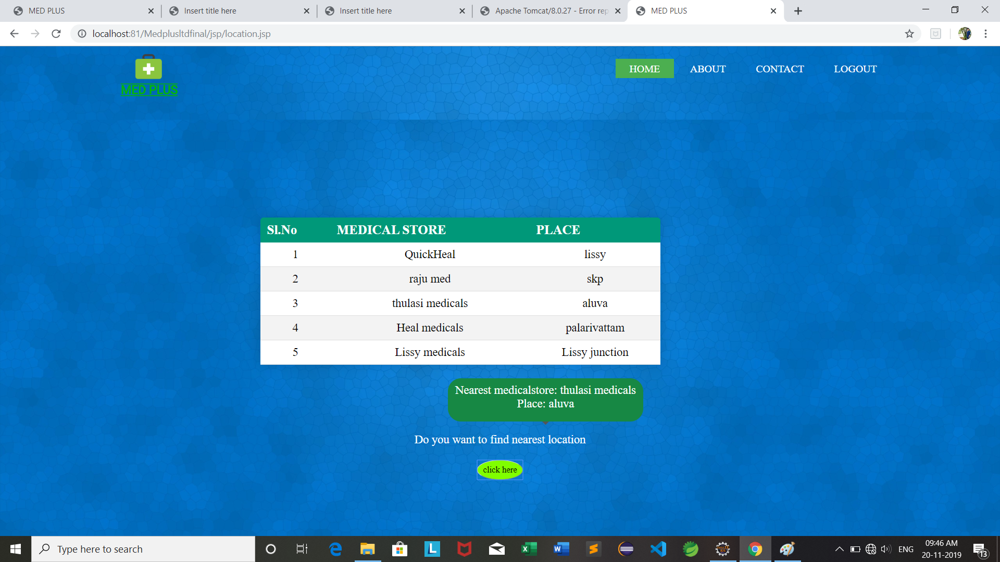 MED PLUS
Insert title here
Insert title here
Apache Tomcat/8.0.27 - Error rep
MED PLUS
localhost:81/Medplusltdfinal/jsp/location.jsp
MED PLUS
HOME ABOUT CONTACT LOGOUT
Sl.No MEDICAL STORE PLACE
1 QuickHeal lissy
2 raju med skp
3 thulasi medicals aluva
4 Heal medicals palarivattam
5 Lissy medicals Lissy junction
Nearest medicalstore: thulasi medicals
Place: aluva
Do you want to find nearest location
click here
Type here to search
ENG
09:46 AM
20-11-2019
13